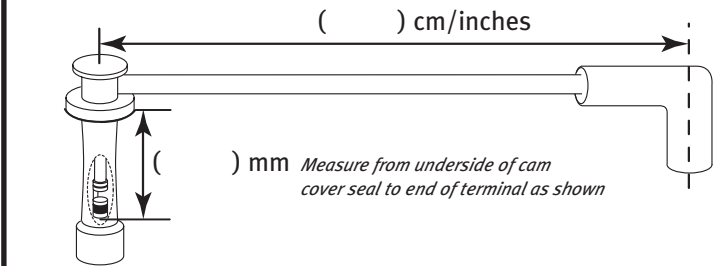 ( ) cm/inches
( ) mm Measure from underside of cam
cover seal to end of terminal as shown